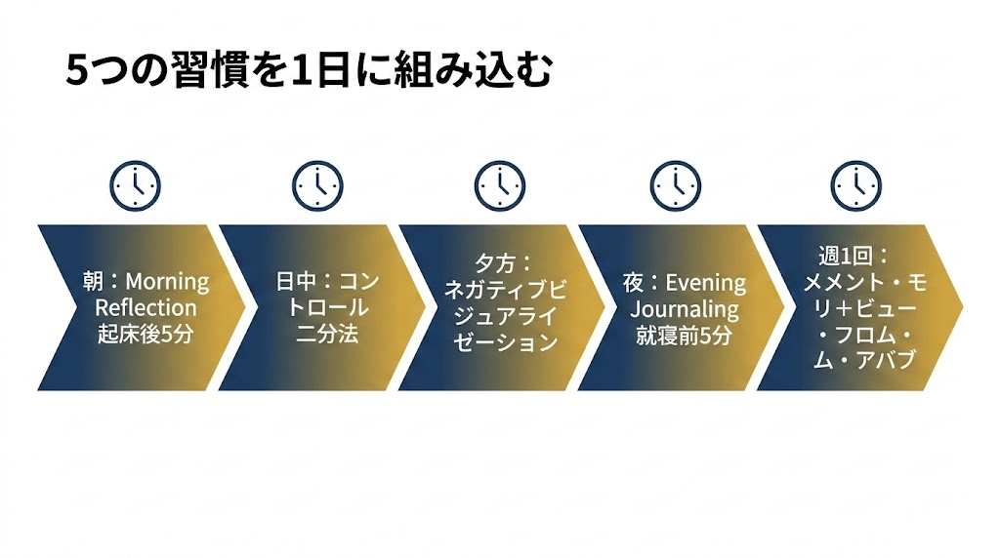 5つの習慣を1日に組み込む
朝：Morning
Reflection
起床後5分
日中：コン
トロール
二分法
夕方：
ネガティブビ
ジュアライ
ゼーション
夜：Evening
Journaling
就寝前5分
週1回：
メメント・モ
リ＋ビュー
・フロム・
ム・アバブ